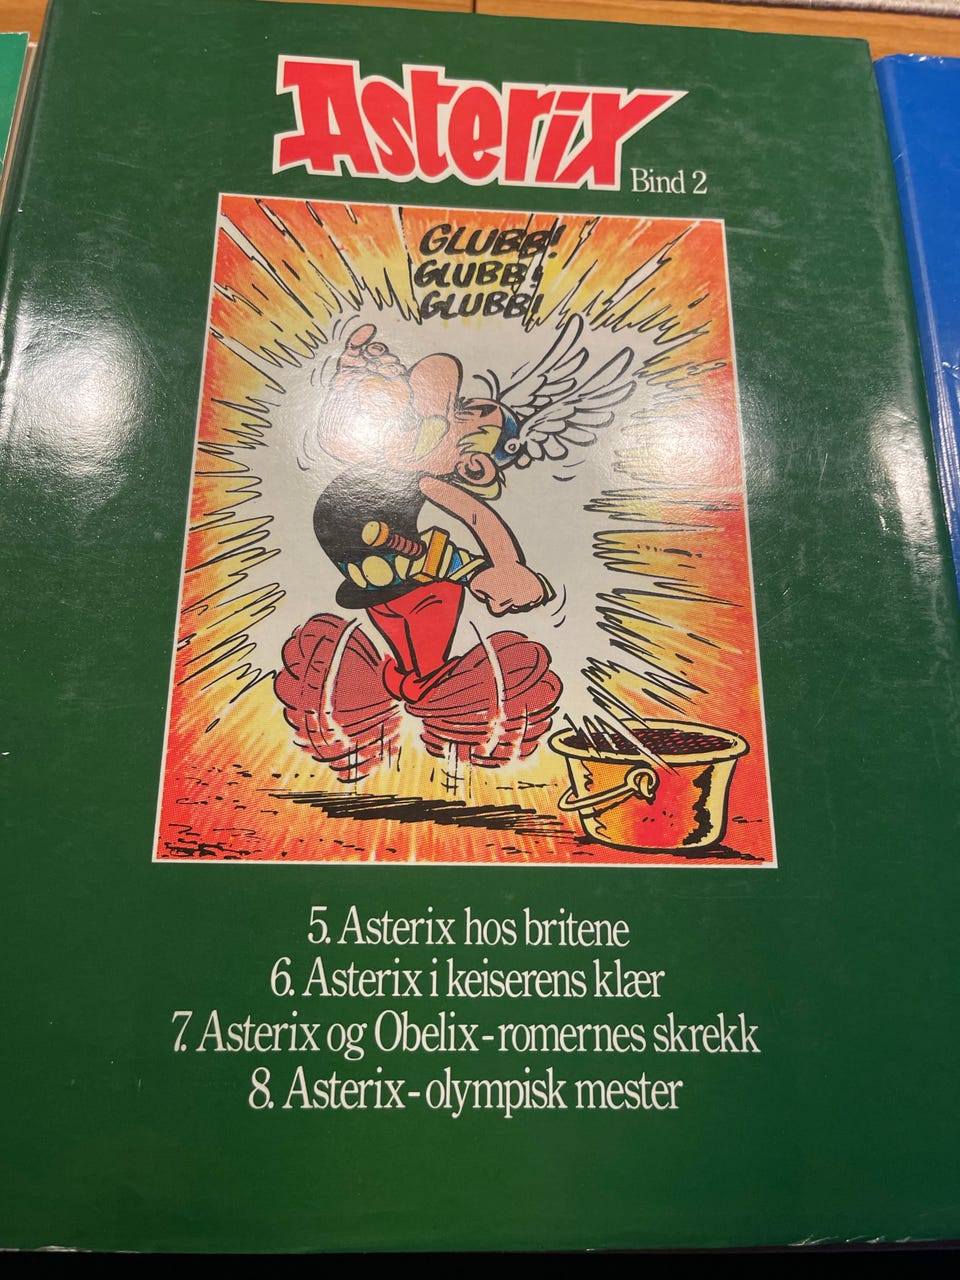 Asterix
Bind 2
GLUBB!
GLUBB!
GLUBB!
5. Asterix hos britene
6. Asterix i keiserens klær
7. Asterix og Obelix-romernes skrekk
8. Asterix-olympisk mester